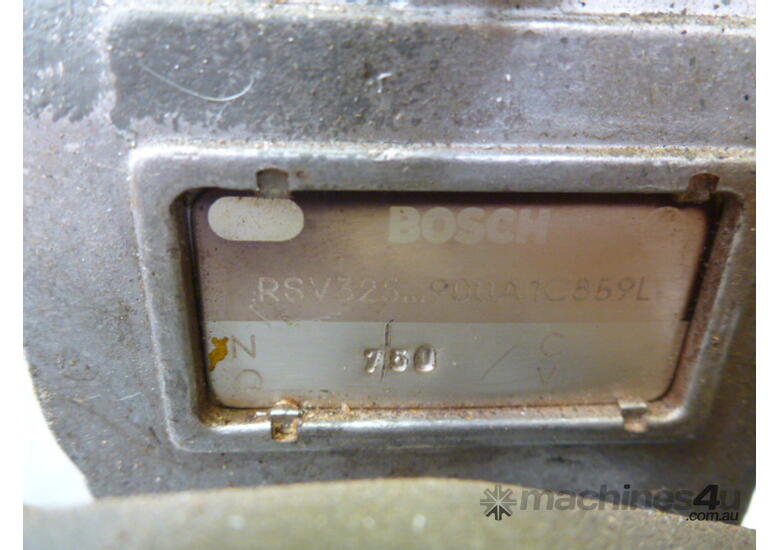 BOSCH
RSV325...900A1C859L
750
machines4u
.com.au